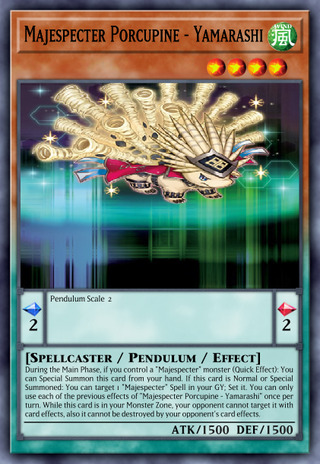 Majespecter Porcupine - Yamarashi
WIND
風
Pendulum Scale 2
2
2
[Spellcaster / Pendulum / Effect]
During the Main Phase, if you control a "Majespecter" monster (Quick Effect): You
can Special Summon this card from your hand. If this card is Normal or Special
Summoned: You can target 1 "Majespecter" Spell in your GY; Set it. You can only
use each of the previous effects of "Majespecter Porcupine - Yamarashi" once per
turn. While this card is in your Monster Zone, your opponent cannot target it with
card effects, also it cannot be destroyed by your opponent's card effects.
ATK/1500 DEF/1500